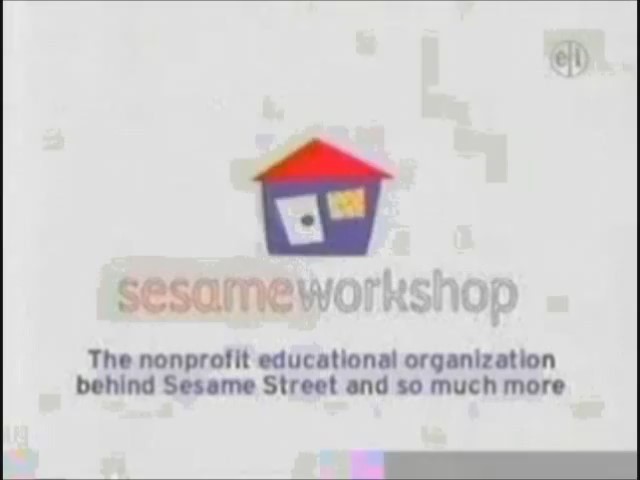 e|i
sesameworkshop
The nonprofit educational organization
behind Sesame Street and so much more